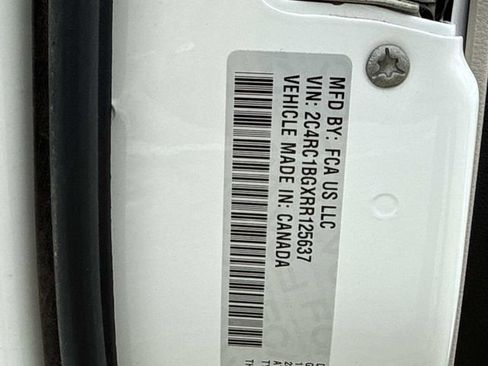 MFD BY: FCA US LLC
VIN: 2C4RC1BGXRR125637
VEHICLE MADE IN: CANADA